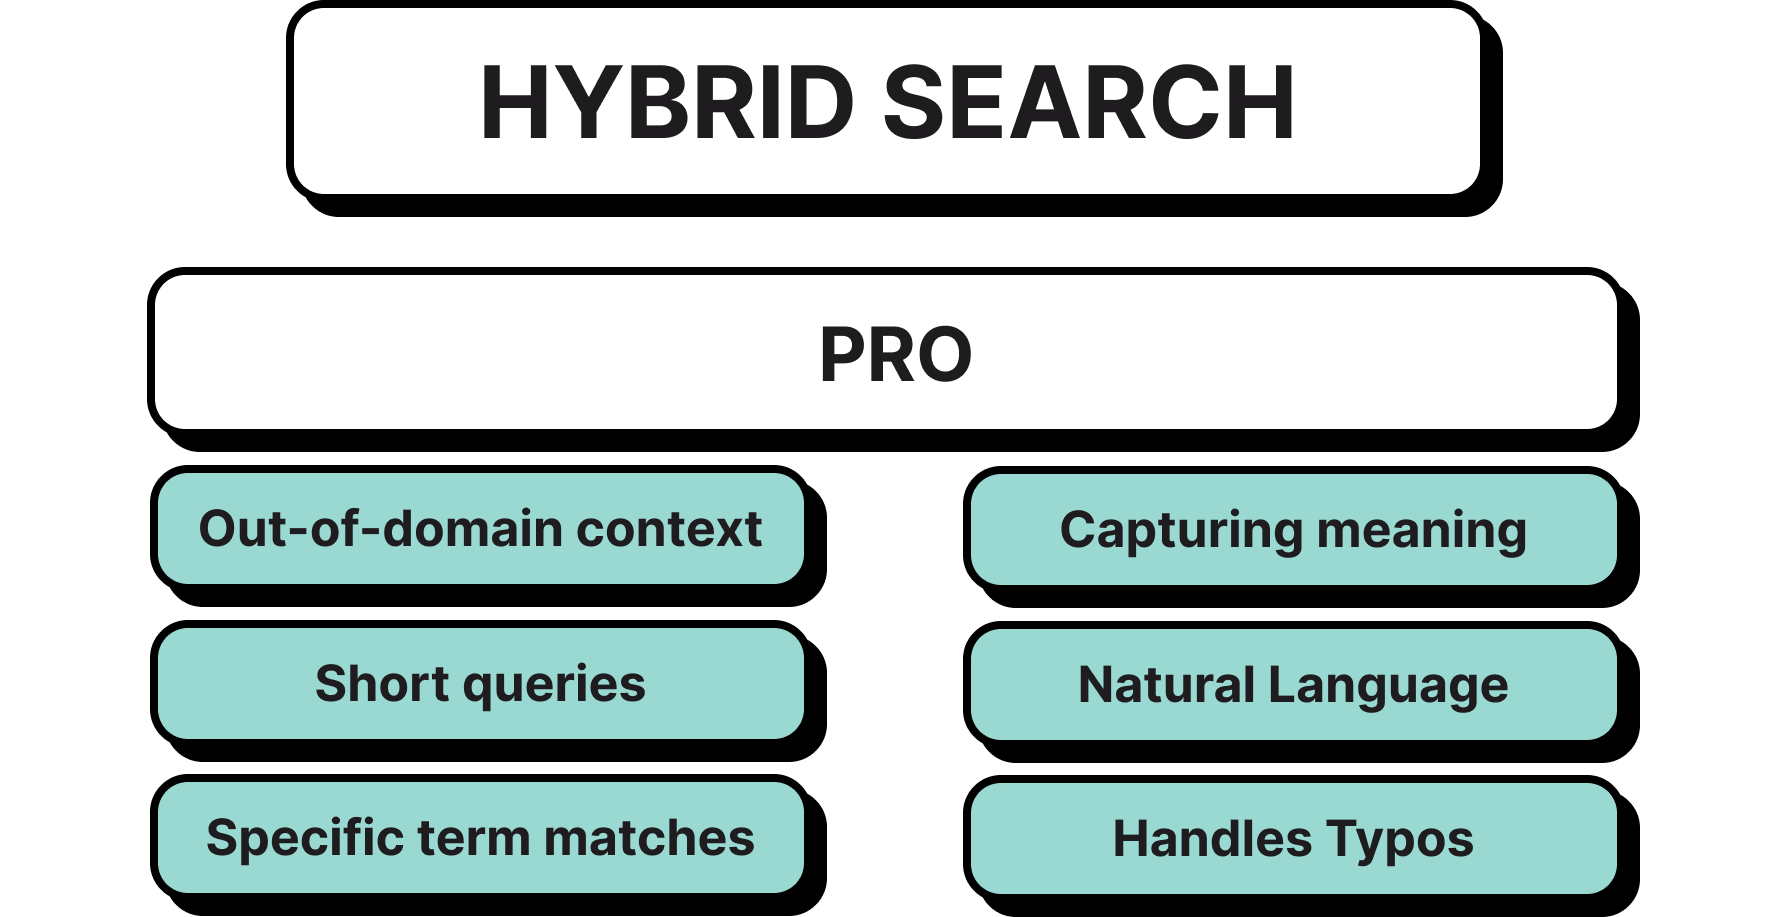 HYBRID SEARCH
PRO
Out-of-domain context
Capturing meaning
Short queries
Natural Language
Specific term matches
Handles Typos